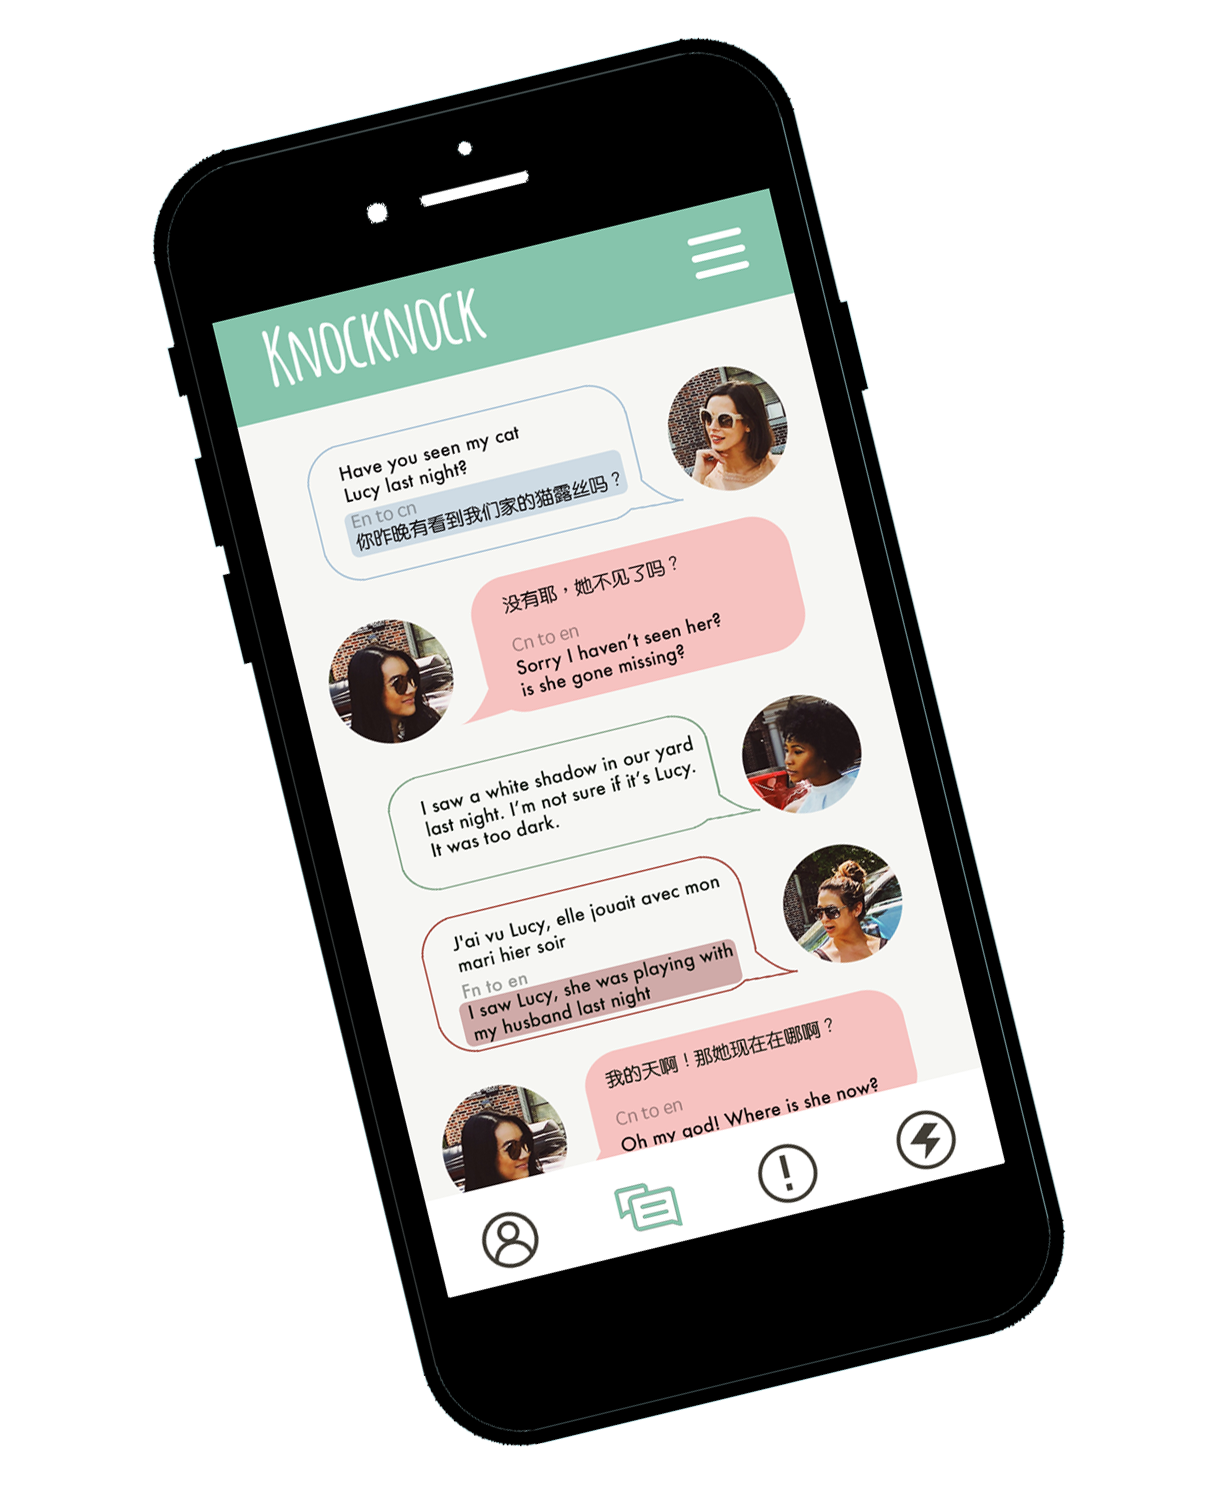 KNOCKNOCK
Have you seen my cat
Lucy last night?
En to cn
你昨晚有看到我们家的猫露丝吗？
没有耶，她不见了吗？
Cn to en
Sorry I haven't seen her?
is she gone missing?
I saw a white shadow in our yard
last night. I'm not sure if it's Lucy.
It was too dark.
J'ai vu Lucy, elle jouait avec mon
mari hier soir
Fn to en
I saw Lucy, she was playing with
my husband last night
我的天啊！那她现在在哪啊？
Cn to en
Oh my god! Where is she now?